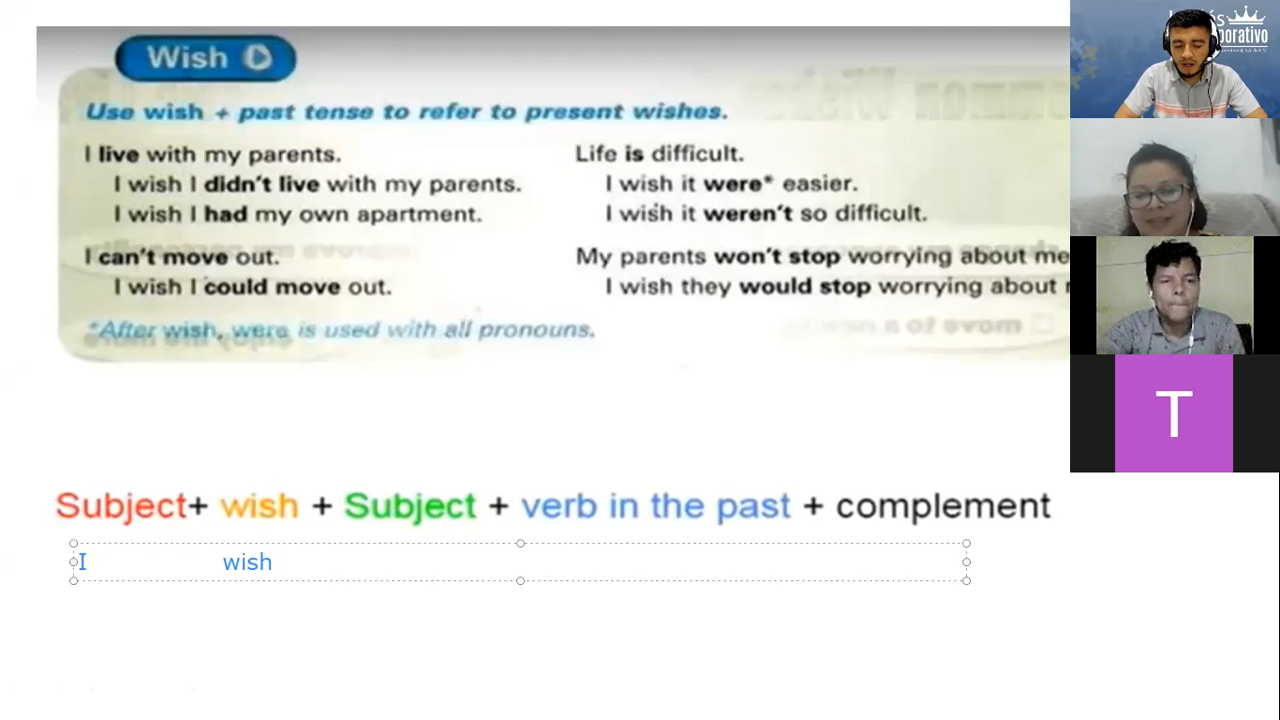 Wish
Use wish + past tense to refer to present wishes.
I live with my parents.
I wish I didn't live with my parents.
I wish I had my own apartment.
I can't move out.
I wish I could move out.
*After wish, were is used with all pronouns.
Life is difficult.
I wish it were* easier.
I wish it weren't so difficult.
My parents won't stop worrying about me
I wish they would stop worrying about
Subject+ wish + Subject + verb in the past + complement
I wish
T